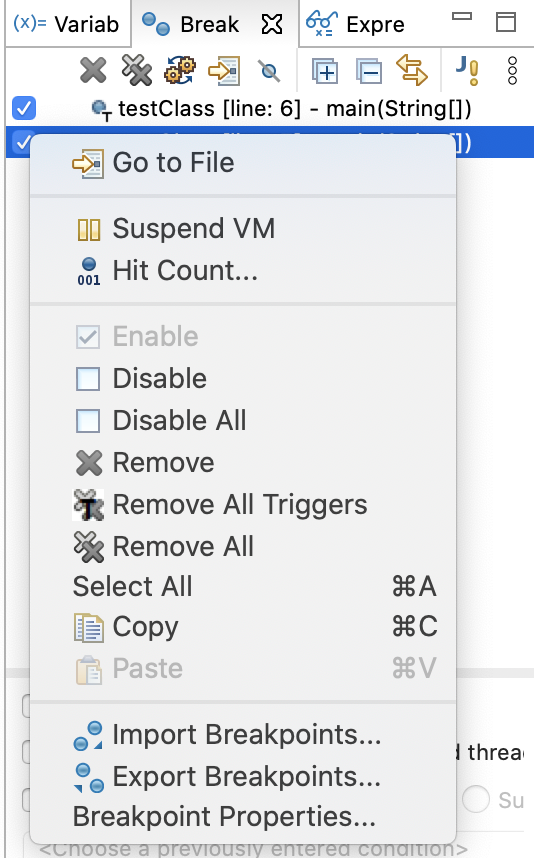 (x)= Variab Break Expre
testClass [line: 6] - main(String[])
])
Go to File
Suspend VM
001 Hit Count...
Enable
Disable
Disable All
Remove
Remove All Triggers
Remove All
Select All ⌘A
Copy ⌘C
Paste ⌘V
Import Breakpoints...
d threa
Export Breakpoints...
Su
Breakpoint Properties...
<Choose a previously entered condition>